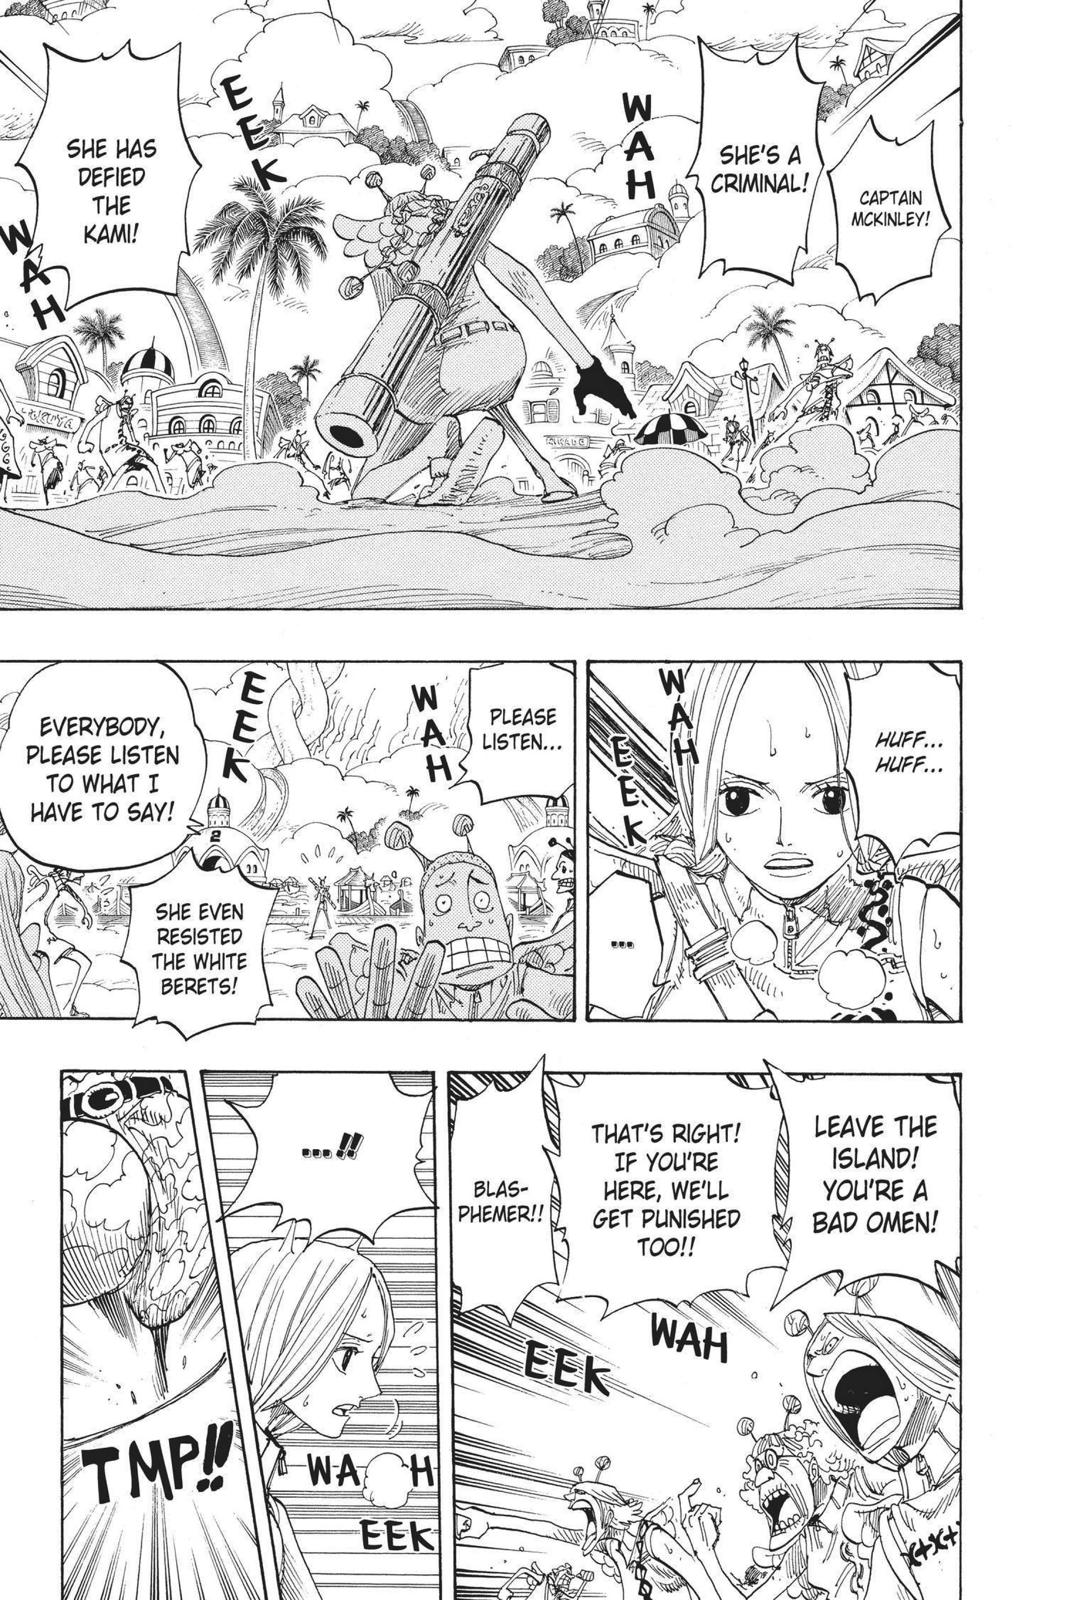 CAPTAIN
MCKINLEY!
SHE'S A
CRIMINAL!
WAH
EEK
SHE HAS
DEFIED
THE
KAMI!
WAH
HUFF...
HUFF...
WAH
EEK
...
PLEASE
LISTEN...
WAH
EEK
EVERYBODY,
PLEASE LISTEN
TO WHAT I
HAVE TO SAY!
2
SHE EVEN
RESISTED
THE WHITE
BERETS!
LEAVE THE
ISLAND!
YOU'RE A
BAD OMEN!
THAT'S RIGHT!
IF YOU'RE
HERE, WE'LL
GET PUNISHED
TOO!!
BLAS-
PHEMER!!
WAH
EEK
...!!
WAH
EEK
TMP!!